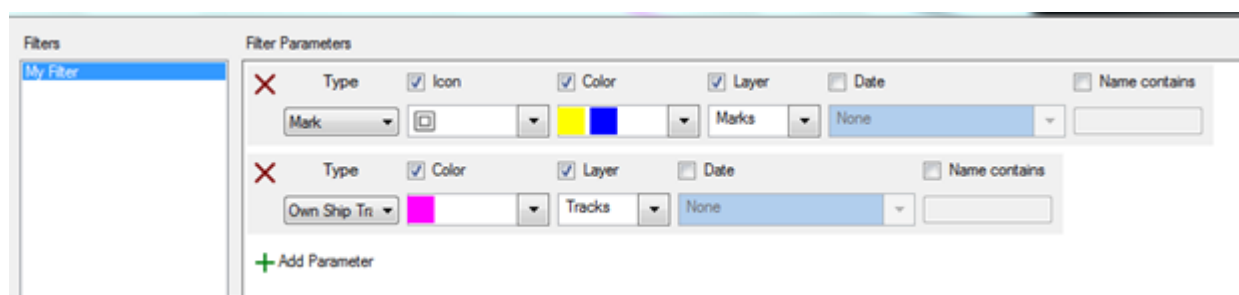 Filters
Filter Parameters
My Filter
Type Icon Color Layer Date Name contains
Mark Marks None
Type Color Layer Date Name contains
Own Ship Tra Tracks None
Add Parameter